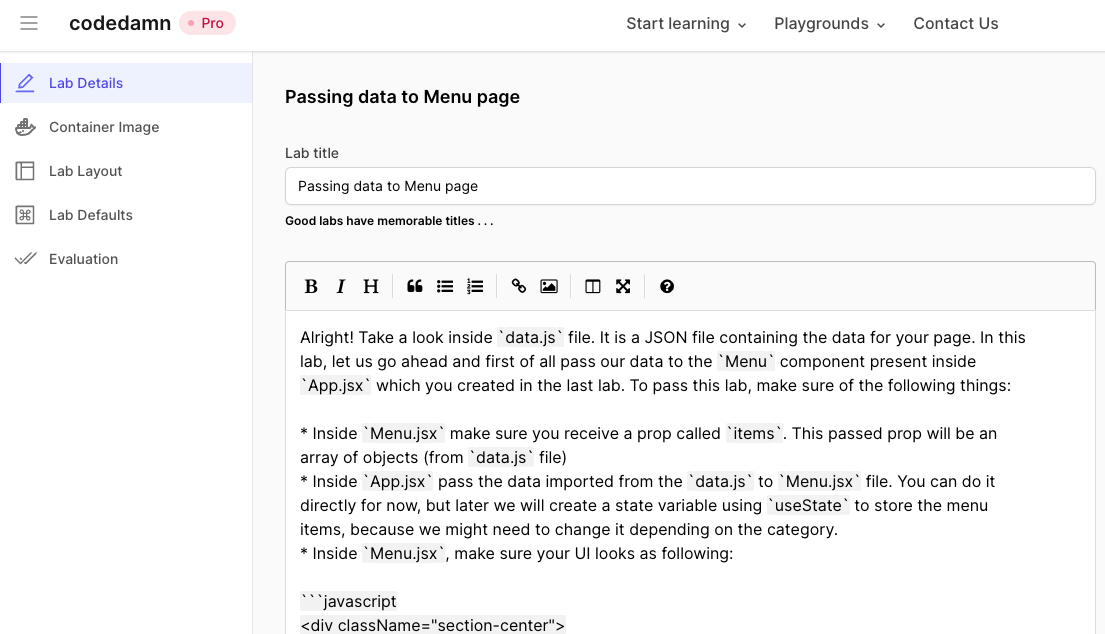 codedamn Pro Start learning Playgrounds Contact Us
Lab Details
Container Image
Lab Layout
Lab Defaults
Evaluation
Passing data to Menu page
Lab title
Passing data to Menu page
Good labs have memorable titles . . .
B I H
Alright! Take a look inside `data.js` file. It is a JSON file containing the data for your page. In this
lab, let us go ahead and first of all pass our data to the `Menu` component present inside
`App.jsx` which you created in the last lab. To pass this lab, make sure of the following things:
* Inside `Menu.jsx` make sure you receive a prop called `items`. This passed prop will be an
array of objects (from `data.js` file)
* Inside `App.jsx` pass the data imported from the `data.js` to `Menu.jsx` file. You can do it
directly for now, but later we will create a state variable using `useState` to store the menu
items, because we might need to change it depending on the category.
* Inside `Menu.jsx`, make sure your UI looks as following:
```javascript
<div className="section-center">